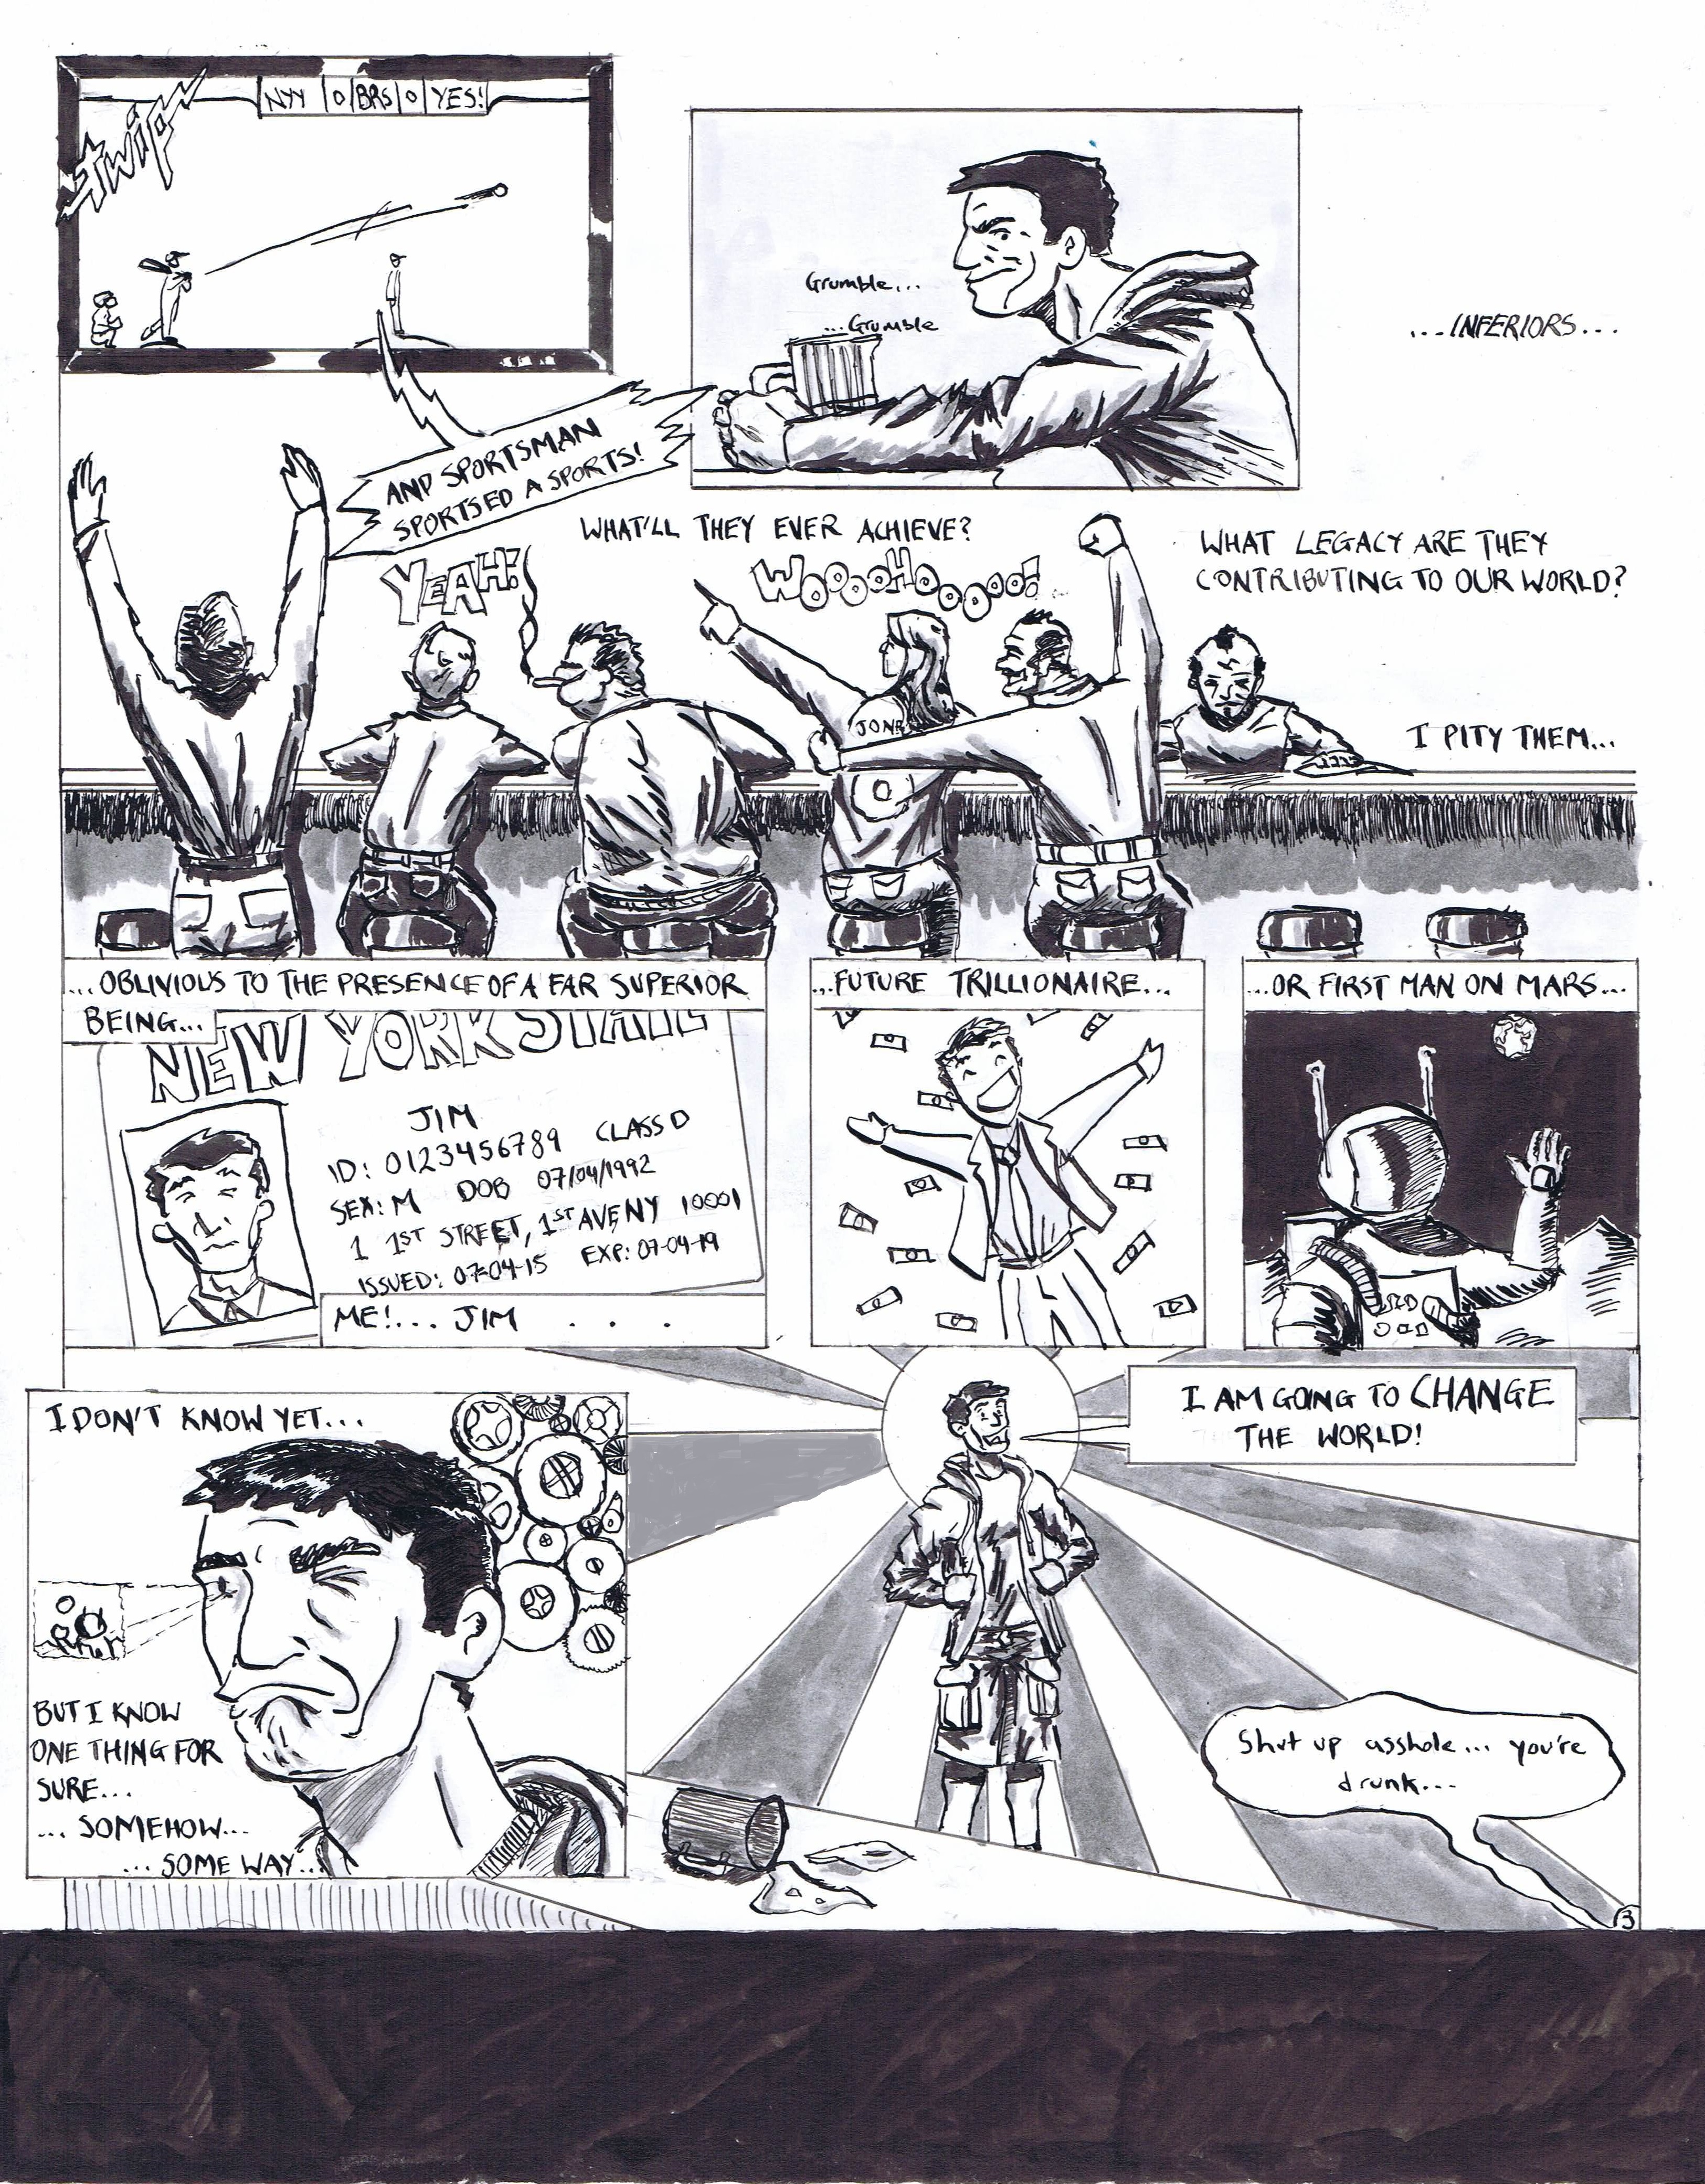 NYY 0 BRS 0 YES!
twip
Grumble...
...Grumble
...INFERIORS...
AND SPORTSMAN
SPORTSED A SPORTS!
WHAT'LL THEY EVER ACHIEVE?
YEAH!
WOoooHooooo!
WHAT LEGACY ARE THEY
CONTRIBUTING TO OUR WORLD?
JONE
I PITY THEM...
...OBLIVIOUS TO THE PRESENCE OF A FAR SUPERIOR
BEING...
NEW YORK STATE
JIM
ID: 0123456789 CLASS D
SEX: M DOB 07/04/1992
1 1ST STREET, 1ST AVE NY 10001
ISSUED: 07-04-15 EXP: 07-04-19
ME!... JIM . . .
...FUTURE TRILLIONAIRE...
...OR FIRST MAN ON MARS...
I DON'T KNOW YET...
BUT I KNOW
ONE THING FOR
SURE...
... SOMEHOW...
... SOME WAY...
I AM GOING TO CHANGE
THE WORLD!
Shut up asshole... you're
drunk...
3